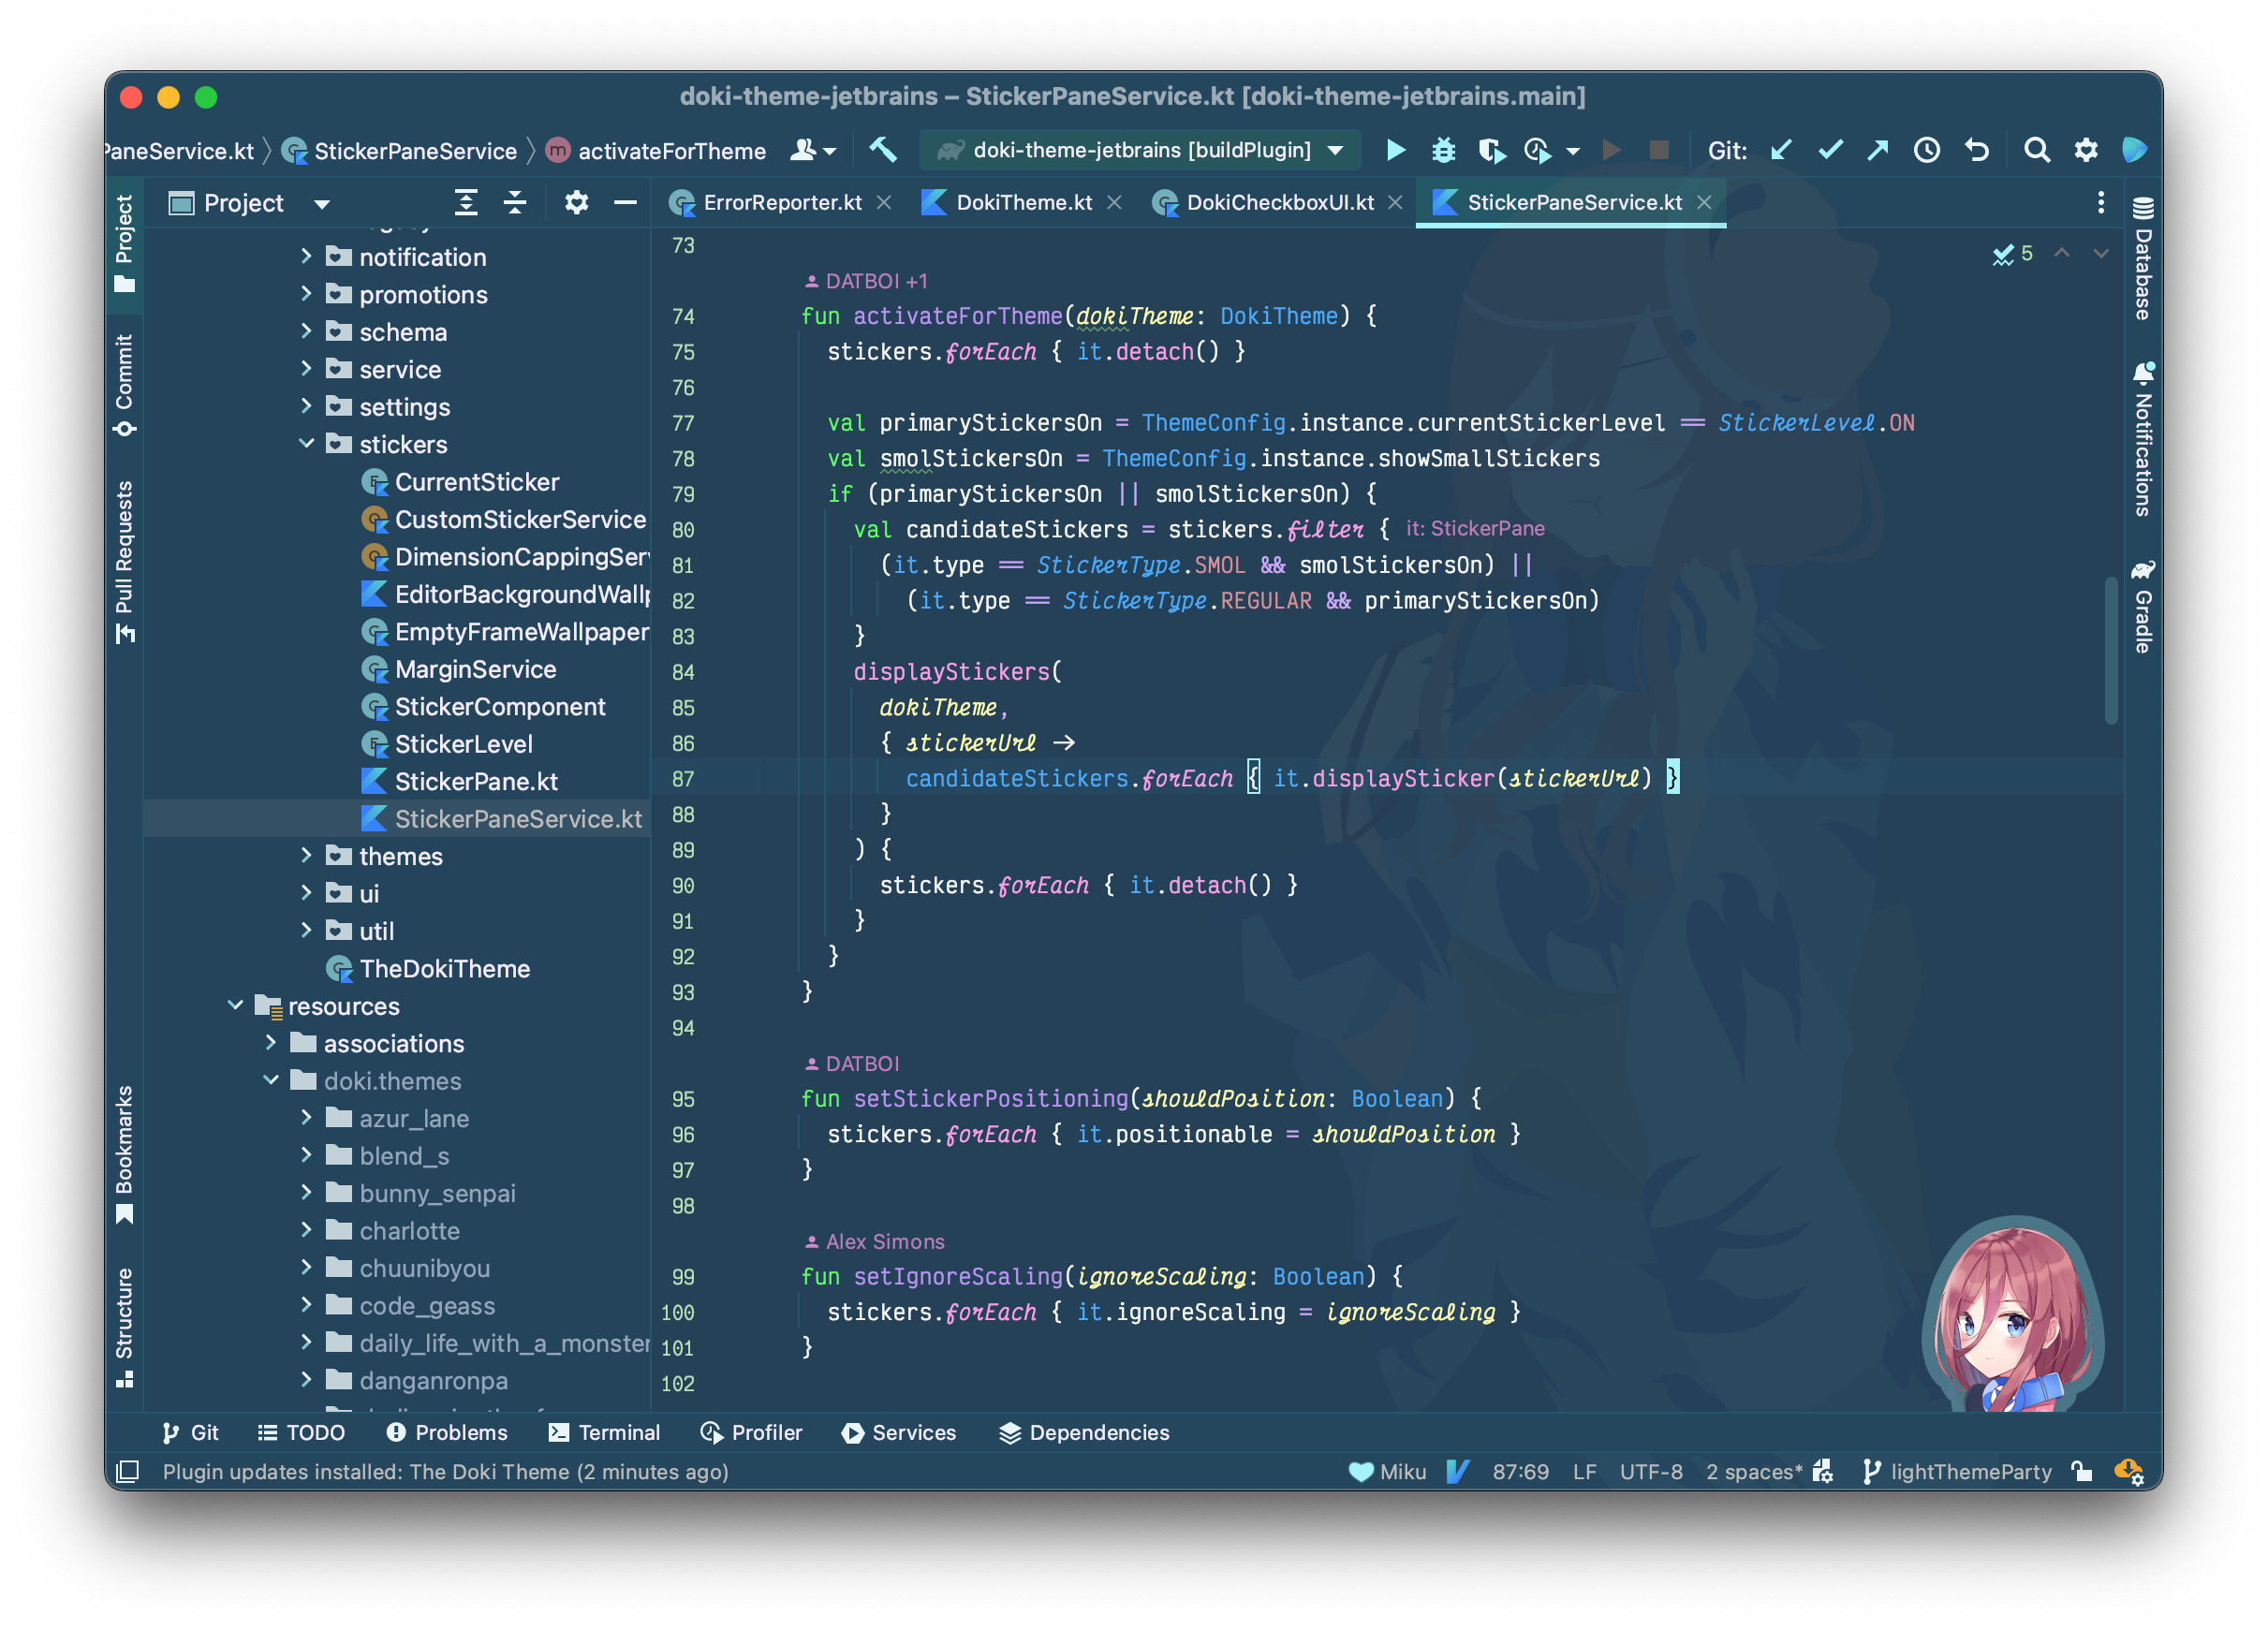 doki-theme-jetbrains – StickerPaneService.kt [doki-theme-jetbrains.main]
PaneService.kt StickerPaneService m activateForTheme doki-theme-jetbrains [buildPlugin] Git:
Project
ErrorReporter.kt DokiTheme.kt DokiCheckboxUI.kt StickerPaneService.kt
Project
Commit
Pull Requests
Bookmarks
Structure
notification
promotions
schema
service
settings
stickers
CurrentSticker
CustomStickerService
DimensionCappingSer
EditorBackgroundWallp
EmptyFrameWallpaper
MarginService
StickerComponent
StickerLevel
StickerPane.kt
StickerPaneService.kt
themes
ui
util
TheDokiTheme
resources
associations
doki.themes
azur_lane
blend_s
bunny_senpai
charlotte
chuunibyou
code_geass
daily_life_with_a_monster
danganronpa
5
73
DATBOI +1
74 fun activateForTheme(dokiTheme: DokiTheme) {
75 stickers.forEach { it.detach() }
76
77 val primaryStickersOn = ThemeConfig.instance.currentStickerLevel == StickerLevel.ON
78 val smolStickersOn = ThemeConfig.instance.showSmallStickers
79 if (primaryStickersOn || smolStickersOn) {
80 val candidateStickers = stickers.filter { it: StickerPane
81 (it.type == StickerType.SMOL && smolStickersOn) ||
82 (it.type == StickerType.REGULAR && primaryStickersOn)
83 }
84 displayStickers(
85 dokiTheme,
86 { stickerUrl ->
87 candidateStickers.forEach { it.displaySticker(stickerUrl) }
88 }
89 ) {
90 stickers.forEach { it.detach() }
91 }
92 }
93 }
94
DATBOI
95 fun setStickerPositioning(shouldPosition: Boolean) {
96 stickers.forEach { it.positionable = shouldPosition }
97 }
98
Alex Simons
99 fun setIgnoreScaling(ignoreScaling: Boolean) {
100 stickers.forEach { it.ignoreScaling = ignoreScaling }
101 }
102
Database
Notifications
Gradle
Git TODO Problems Terminal Profiler Services Dependencies
Plugin updates installed: The Doki Theme (2 minutes ago) Miku 87:69 LF UTF-8 2 spaces* lightThemeParty